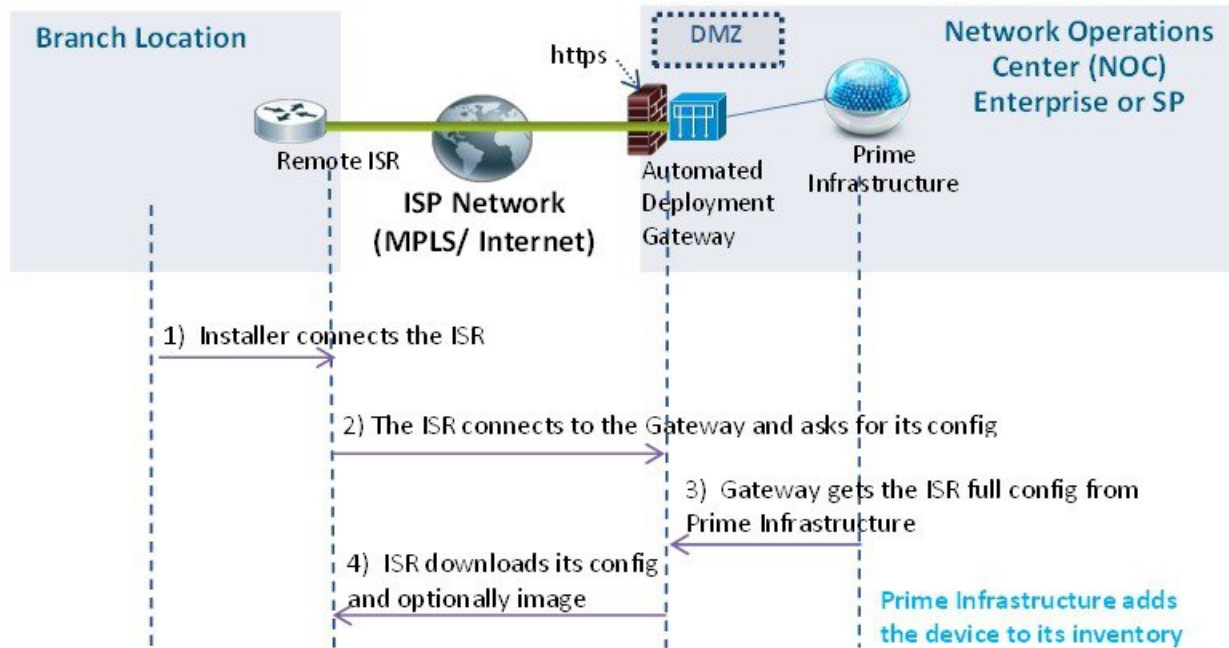 Branch Location
https
DMZ
Network Operations
Center (NOC)
Enterprise or SP
Remote ISR
ISP Network
(MPLS/ Internet)
Automated
Deployment
Gateway
Prime
Infrastructure
1) Installer connects the ISR
2) The ISR connects to the Gateway and asks for its config
3) Gateway gets the ISR full config from
Prime Infrastructure
4) ISR downloads its config
and optionally image
Prime Infrastructure adds
the device to its inventory